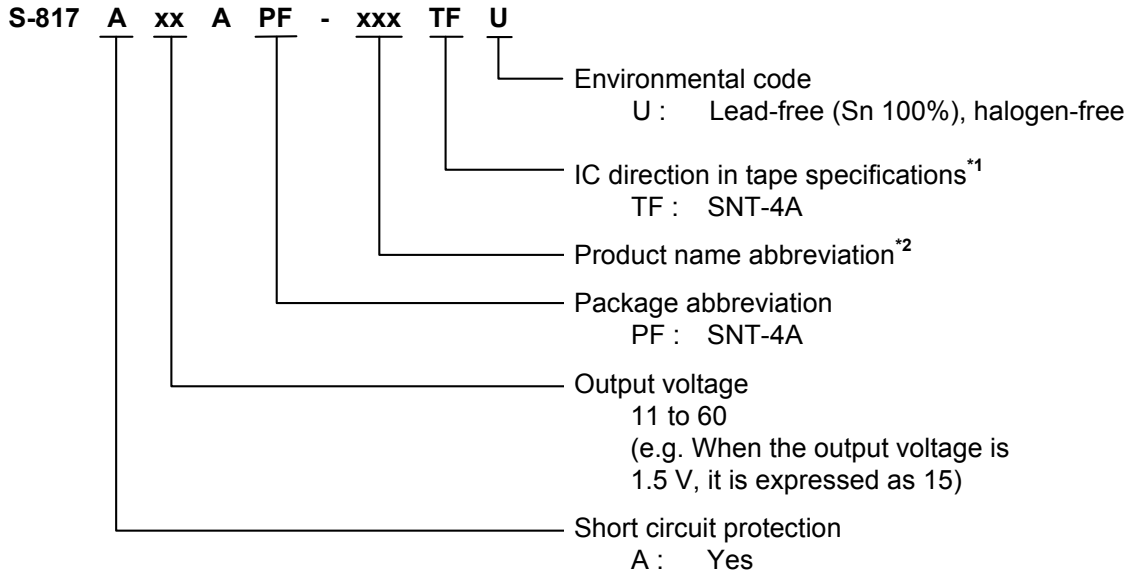 S-817 A xx A PF - xxx TF U
Environmental code
U : Lead-free (Sn 100%), halogen-free
IC direction in tape specifications*1
TF : SNT-4A
Product name abbreviation*2
Package abbreviation
PF : SNT-4A
Output voltage
11 to 60
(e.g. When the output voltage is
1.5 V, it is expressed as 15)
Short circuit protection
A : Yes